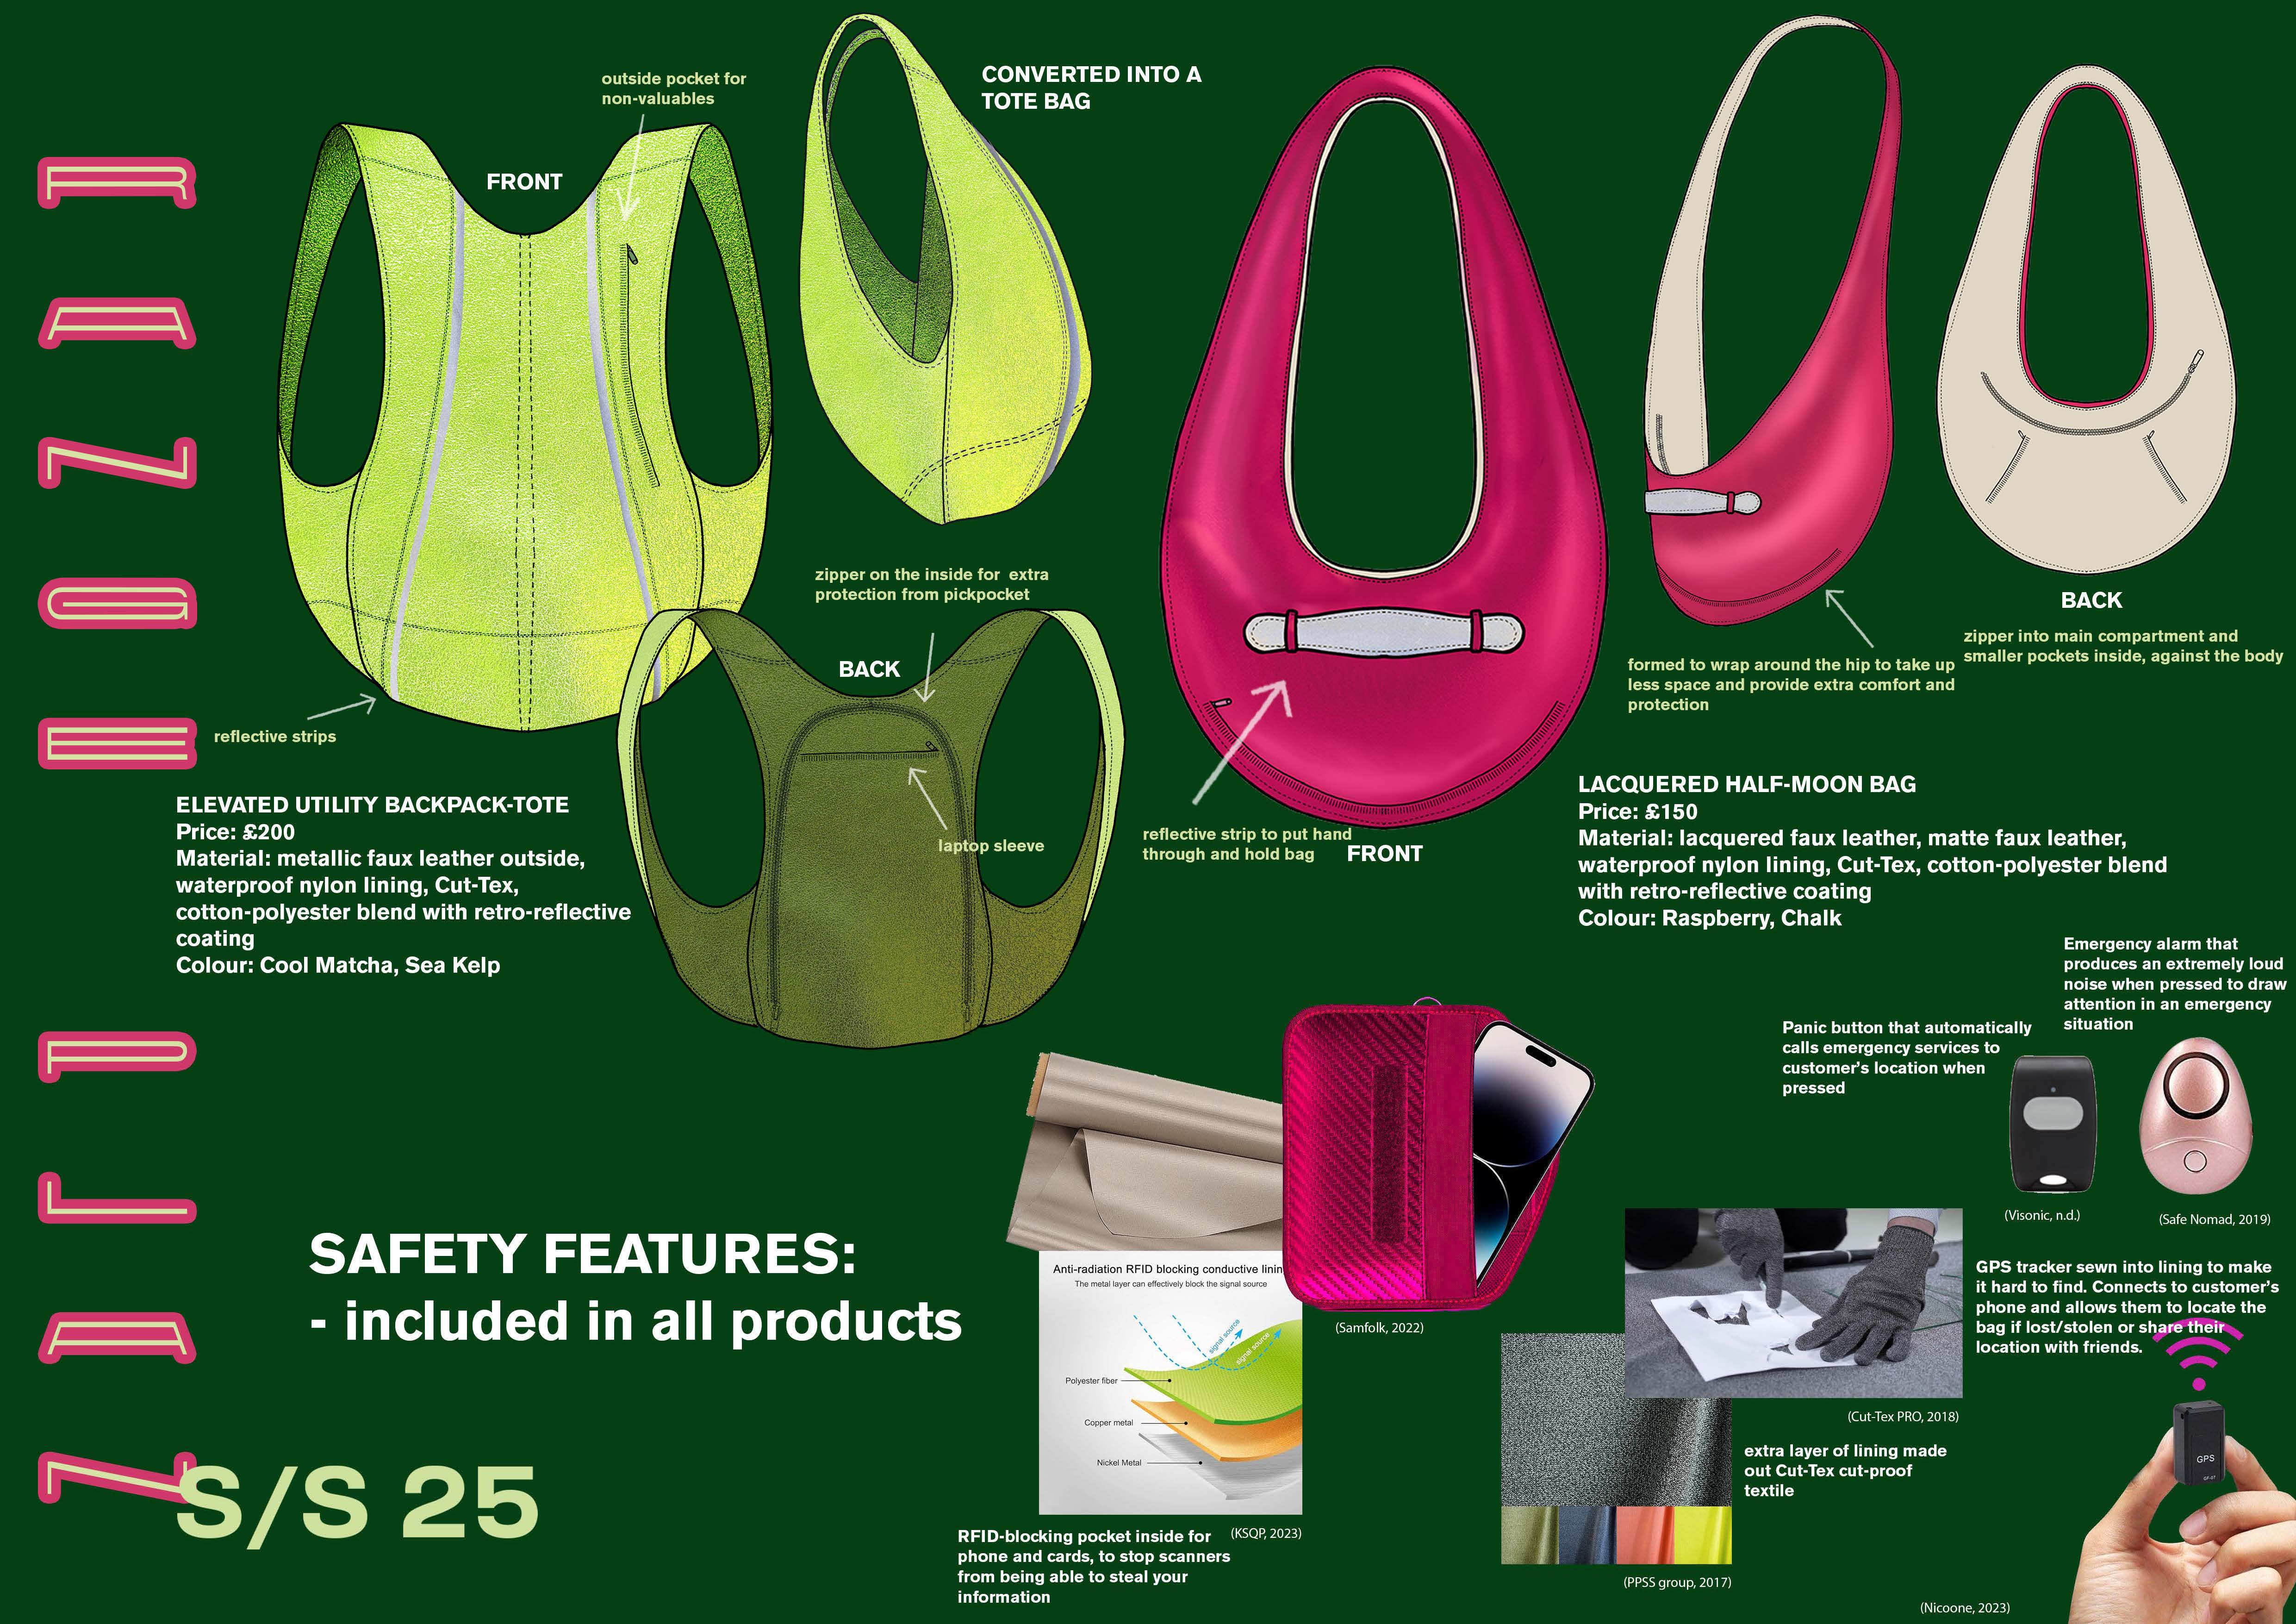 RANGE
PLAN
S/S 25
outside pocket for
non-valuables
FRONT
CONVERTED INTO A
TOTE BAG
reflective strips
zipper on the inside for extra
protection from pickpocket
BACK
laptop sleeve
ELEVATED UTILITY BACKPACK-TOTE
Price: £200
Material: metallic faux leather outside,
waterproof nylon lining, Cut-Tex,
cotton-polyester blend with retro-reflective
coating
Colour: Cool Matcha, Sea Kelp
reflective strip to put hand
through and hold bag
FRONT
formed to wrap around the hip to take up
less space and provide extra comfort and
protection
BACK
zipper into main compartment and
smaller pockets inside, against the body
LACQUERED HALF-MOON BAG
Price: £150
Material: lacquered faux leather, matte faux leather,
waterproof nylon lining, Cut-Tex, cotton-polyester blend
with retro-reflective coating
Colour: Raspberry, Chalk
SAFETY FEATURES:
- included in all products
Anti-radiation RFID blocking conductive linin
The metal layer can effectively block the signal source
signal source
signal source
Polyester fiber
Copper metal
Nickel Metal
(KSQP, 2023)
RFID-blocking pocket inside for
phone and cards, to stop scanners
from being able to steal your
information
(Samfolk, 2022)
Panic button that automatically
calls emergency services to
customer's location when
pressed
(Visonic, n.d.)
Emergency alarm that
produces an extremely loud
noise when pressed to draw
attention in an emergency
situation
(Safe Nomad, 2019)
(Cut-Tex PRO, 2018)
extra layer of lining made
out Cut-Tex cut-proof
textile
(PPSS group, 2017)
GPS tracker sewn into lining to make
it hard to find. Connects to customer's
phone and allows them to locate the
bag if lost/stolen or share their
location with friends.
GPS
GF-07
(Nicoone, 2023)